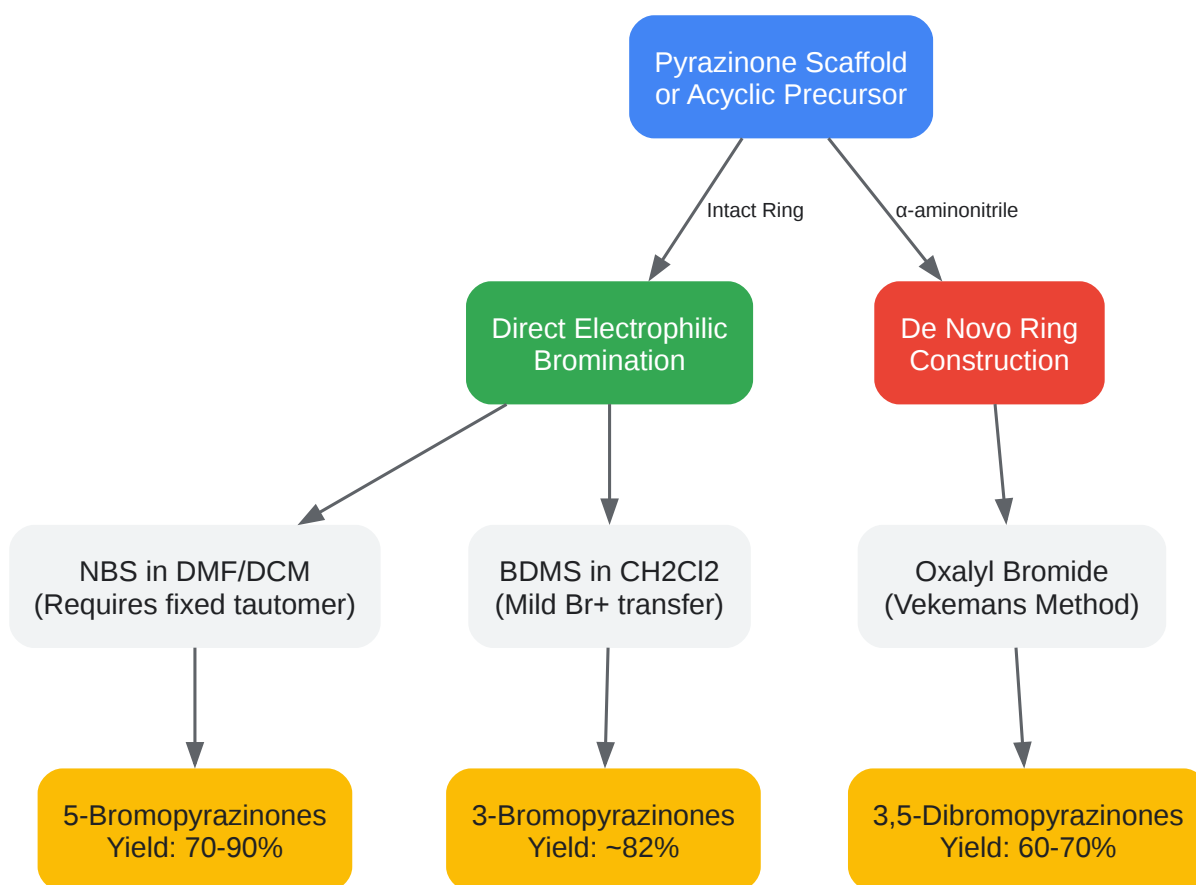 Pyrazinone Scaffold
or Acyclic Precursor
Intact Ring
α-aminonitrile
Direct Electrophilic
Bromination
De Novo Ring
Construction
NBS in DMF/DCM
(Requires fixed tautomer)
BDMS in CH2Cl2
(Mild Br+ transfer)
Oxalyl Bromide
(Vekemans Method)
5-Bromopyrazinones
Yield: 70-90%
3-Bromopyrazinones
Yield: ~82%
3,5-Dibromopyrazinones
Yield: 60-70%